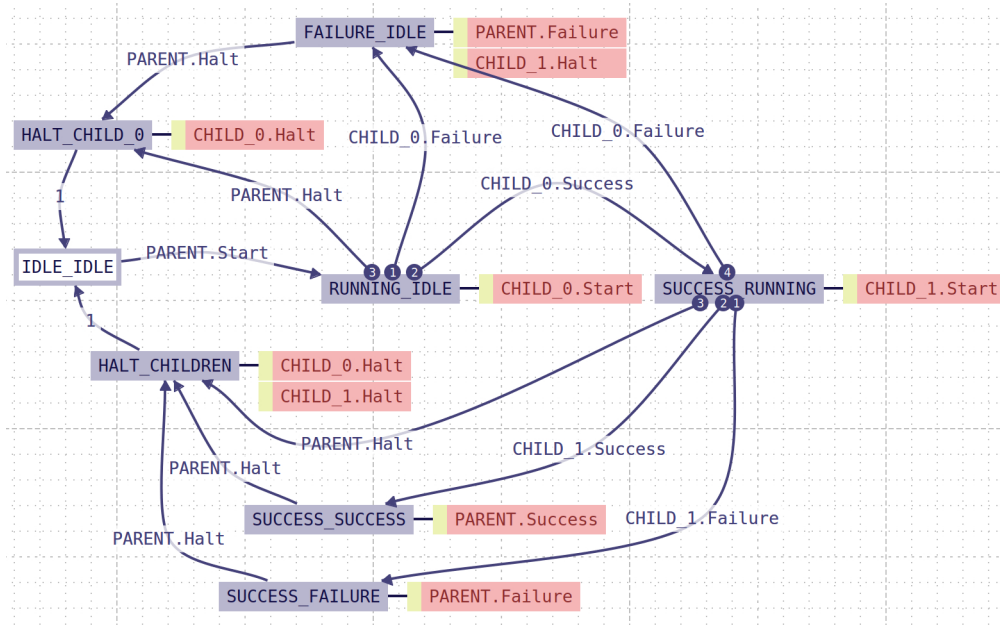 FAILURE_IDLE
PARENT.Failure
CHILD_1.Halt
PARENT.Halt
HALT_CHILD_0
CHILD_0.Halt
CHILD_0.Failure
CHILD_0.Failure
PARENT.Halt
CHILD_0.Success
1
IDLE_IDLE
PARENT.Start
3
1
2
4
RUNNING_IDLE
CHILD_0.Start
SUCCESS_RUNNING
CHILD_1.Start
3
2
1
1
HALT_CHILDREN
CHILD_0.Halt
CHILD_1.Halt
PARENT.Halt
CHILD_1.Success
PARENT.Halt
SUCCESS_SUCCESS
PARENT.Success
CHILD_1.Failure
PARENT.Halt
SUCCESS_FAILURE
PARENT.Failure